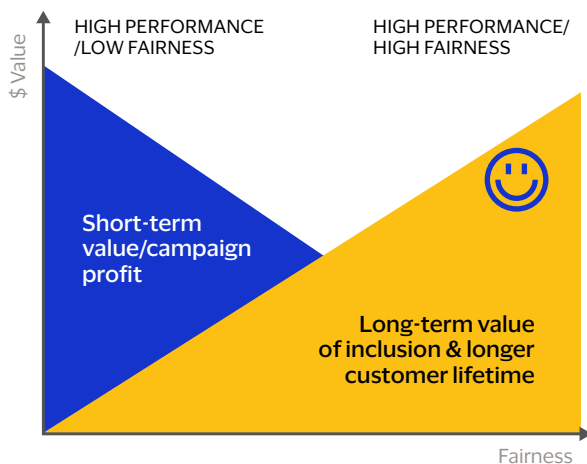 HIGH PERFORMANCE
/LOW FAIRNESS
HIGH PERFORMANCE/
HIGH FAIRNESS
$ Value
Short-term
value/campaign
profit
Long-term value
of inclusion & longer
customer lifetime
Fairness